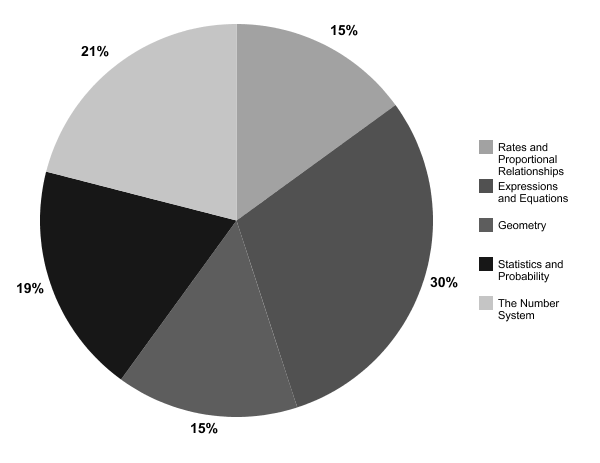 15%
21%
30%
19%
15%
Rates and
Proportional
Relationships
Expressions
and Equations
Geometry
Statistics and
Probability
The Number
System